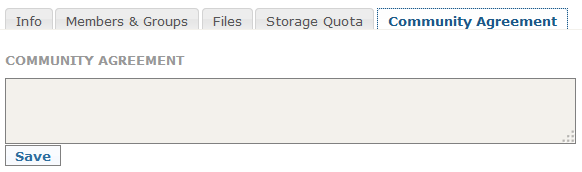 Info Members & Groups Files Storage Quota Community Agreement
COMMUNITY AGREEMENT
Save